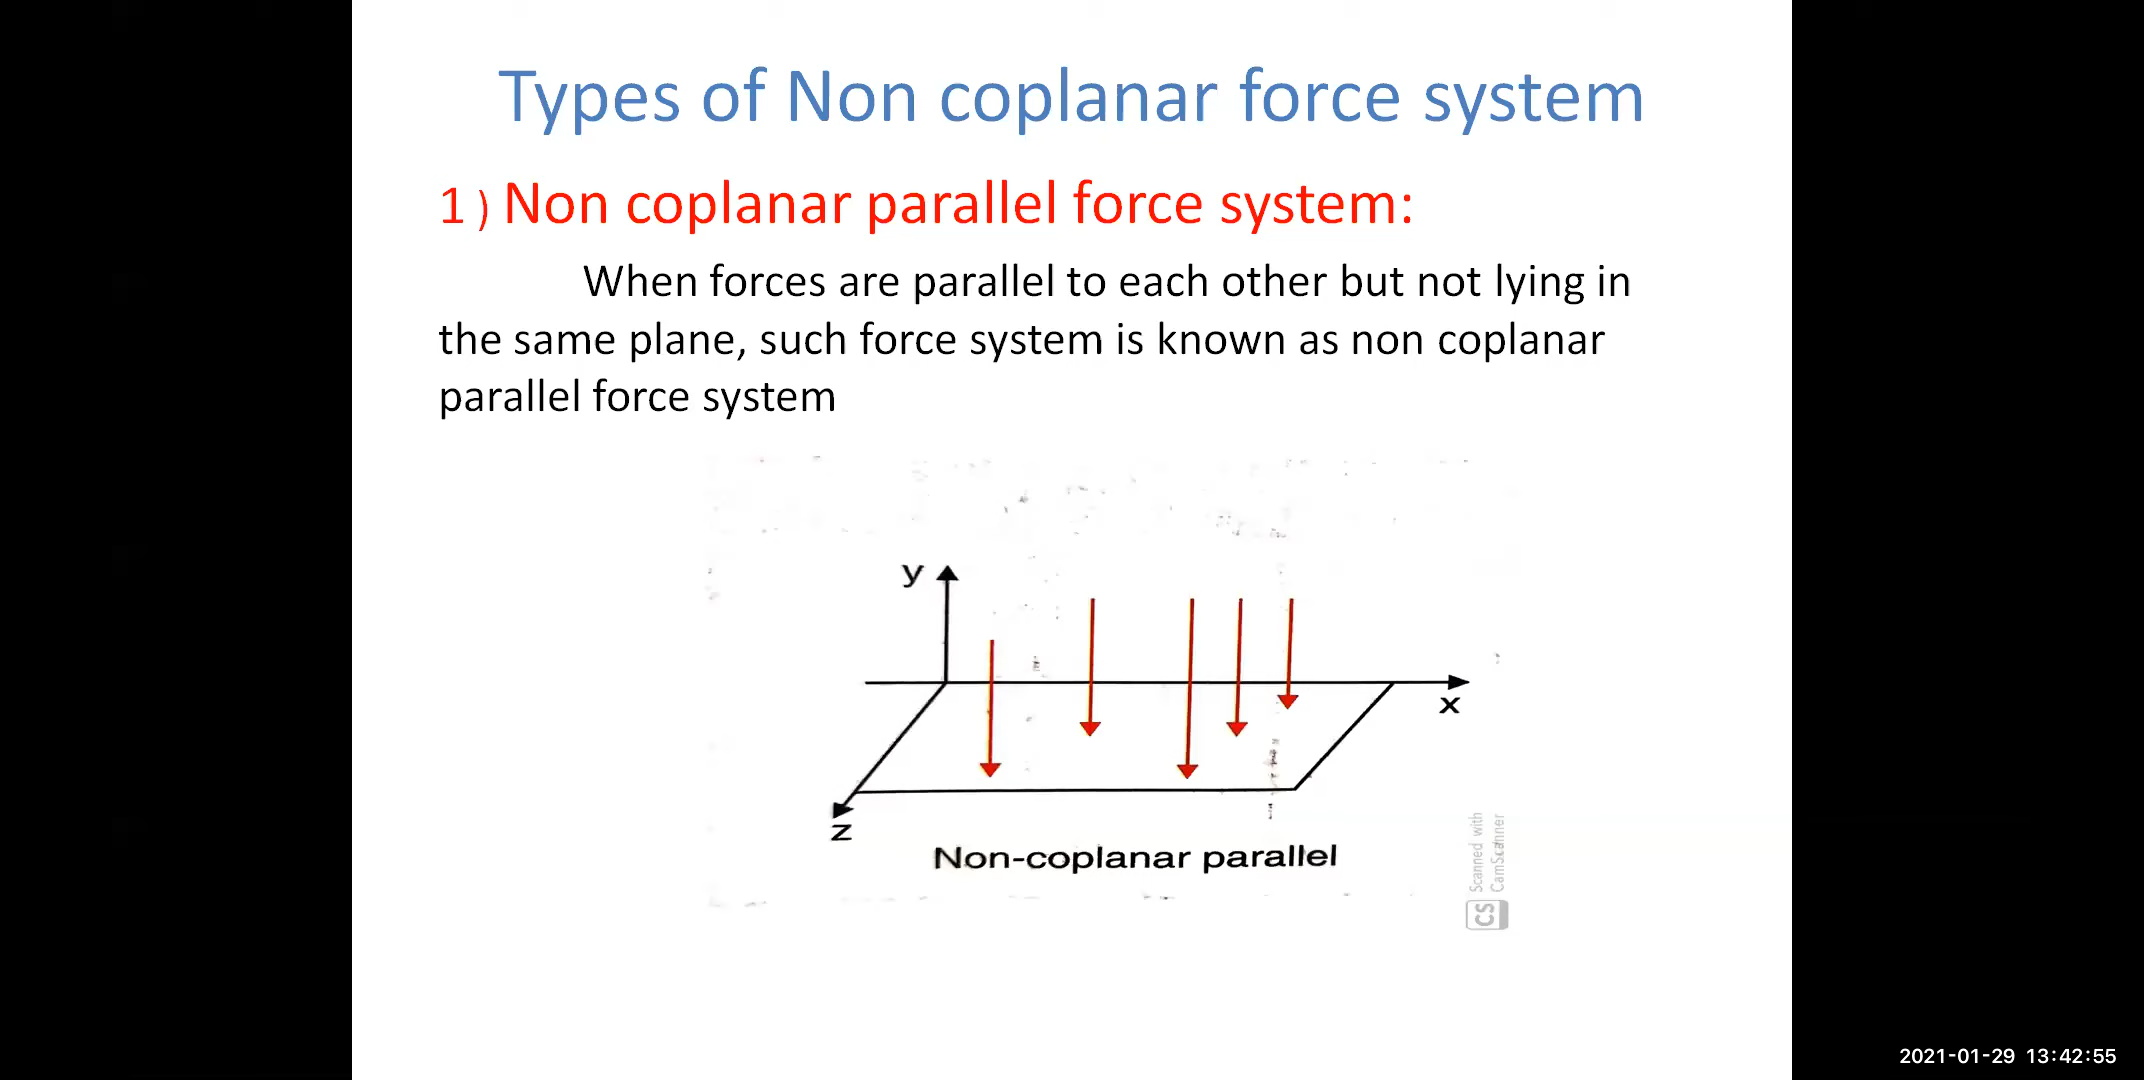 Types of Non coplanar force system
1 ) Non coplanar parallel force system:
When forces are parallel to each other but not lying in
the same plane, such force system is known as non coplanar
parallel force system
y
x
z
Non-coplanar parallel
Scanned with
CamScanner
CS
2021-01-29 13:42:55